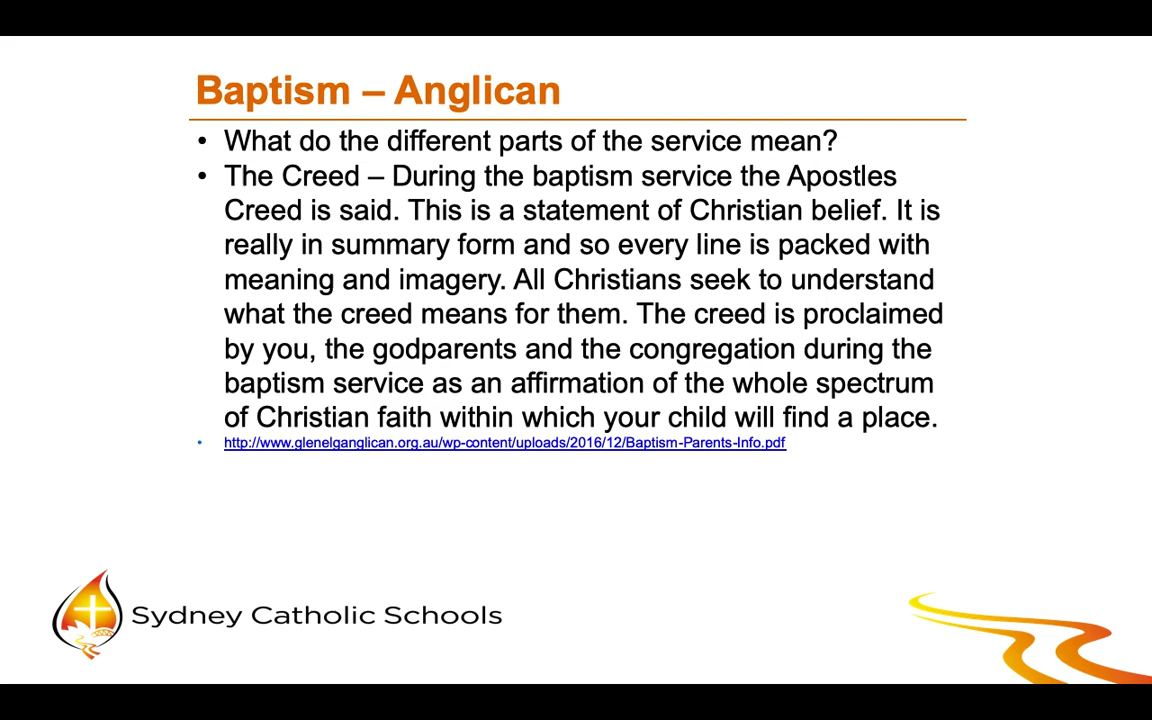 Baptism – Anglican
• What do the different parts of the service mean?
• The Creed – During the baptism service the Apostles
Creed is said. This is a statement of Christian belief. It is
really in summary form and so every line is packed with
meaning and imagery. All Christians seek to understand
what the creed means for them. The creed is proclaimed
by you, the godparents and the congregation during the
baptism service as an affirmation of the whole spectrum
of Christian faith within which your child will find a place.
• http://www.glenelganglican.org.au/wp-content/uploads/2016/12/Baptism-Parents-Info.pdf
Sydney Catholic Schools